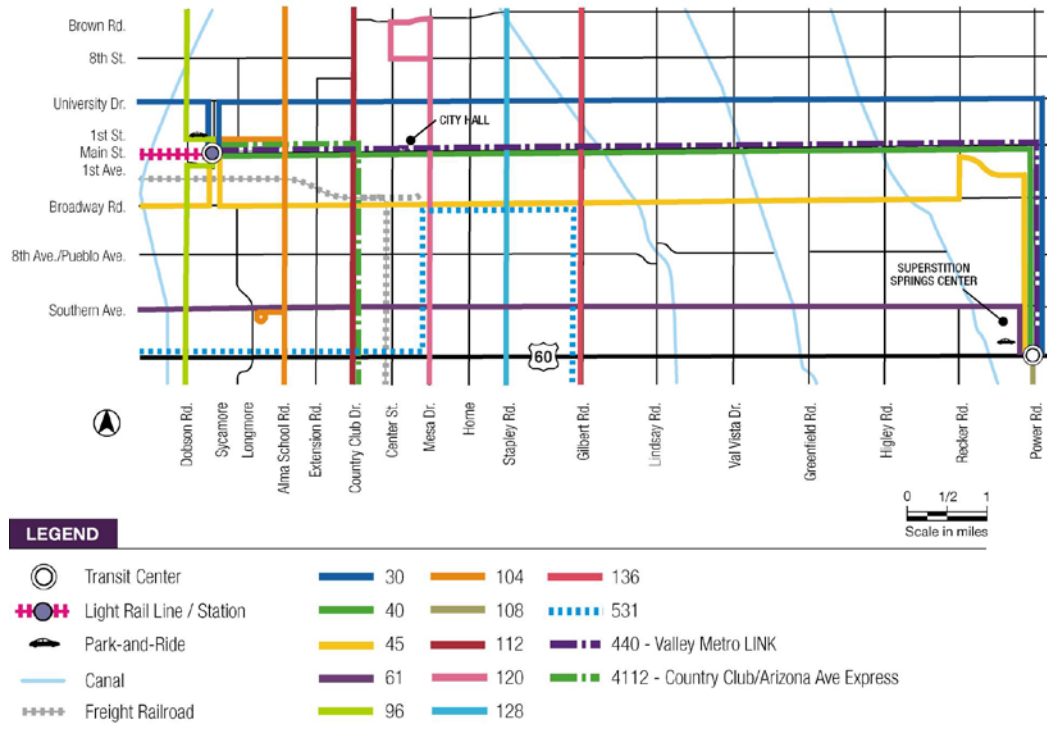 Brown Rd.
8th St.
University Dr.
1st St.
Main St.
1st Ave.
Broadway Rd.
8th Ave./Pueblo Ave.
Southern Ave.
CITY HALL
SUPERSTITION
SPRINGS CENTER
60
Dobson Rd.
Sycamore
Longmore
Alma School Rd.
Extension Rd.
Country Club Dr.
Center St.
Mesa Dr.
Home
Stapley Rd.
Gilbert Rd.
Lindsay Rd.
Val Vista Dr.
Greenfield Rd.
Higley Rd.
Recker Rd.
Power Rd.
0 1/2 1
Scale in miles
LEGEND
Transit Center
Light Rail Line / Station
Park-and-Ride
Canal
Freight Railroad
30
40
45
61
96
104
108
112
120
128
136
531
440 - Valley Metro LINK
4112 - Country Club/Arizona Ave Express